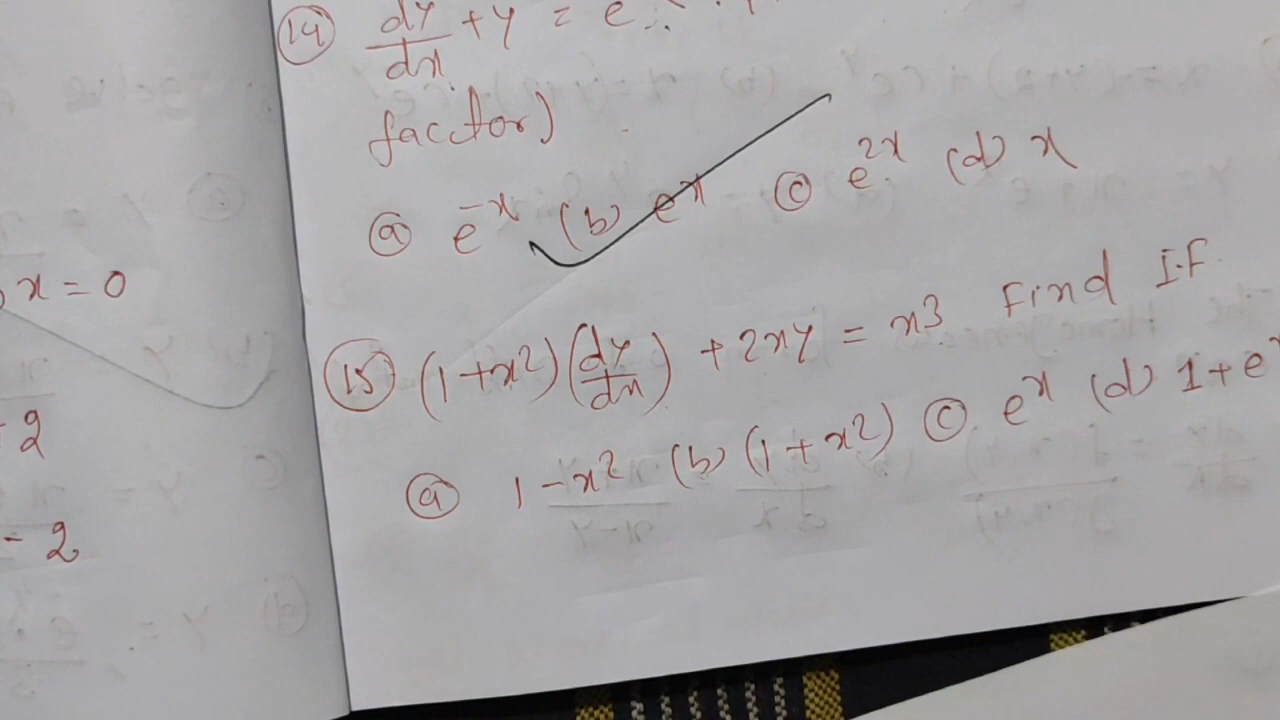 (14) dy/dx + y = e
factor)
(a) e^-x (b) e^x (c) e^2x (d) x
x = 0
(15) (1+x²)(dy/dx) + 2xy = x3 Find I.F.
2
(a) 1-x² (b) (1+x²) (c) e^x (d) 1+e^x
- 2